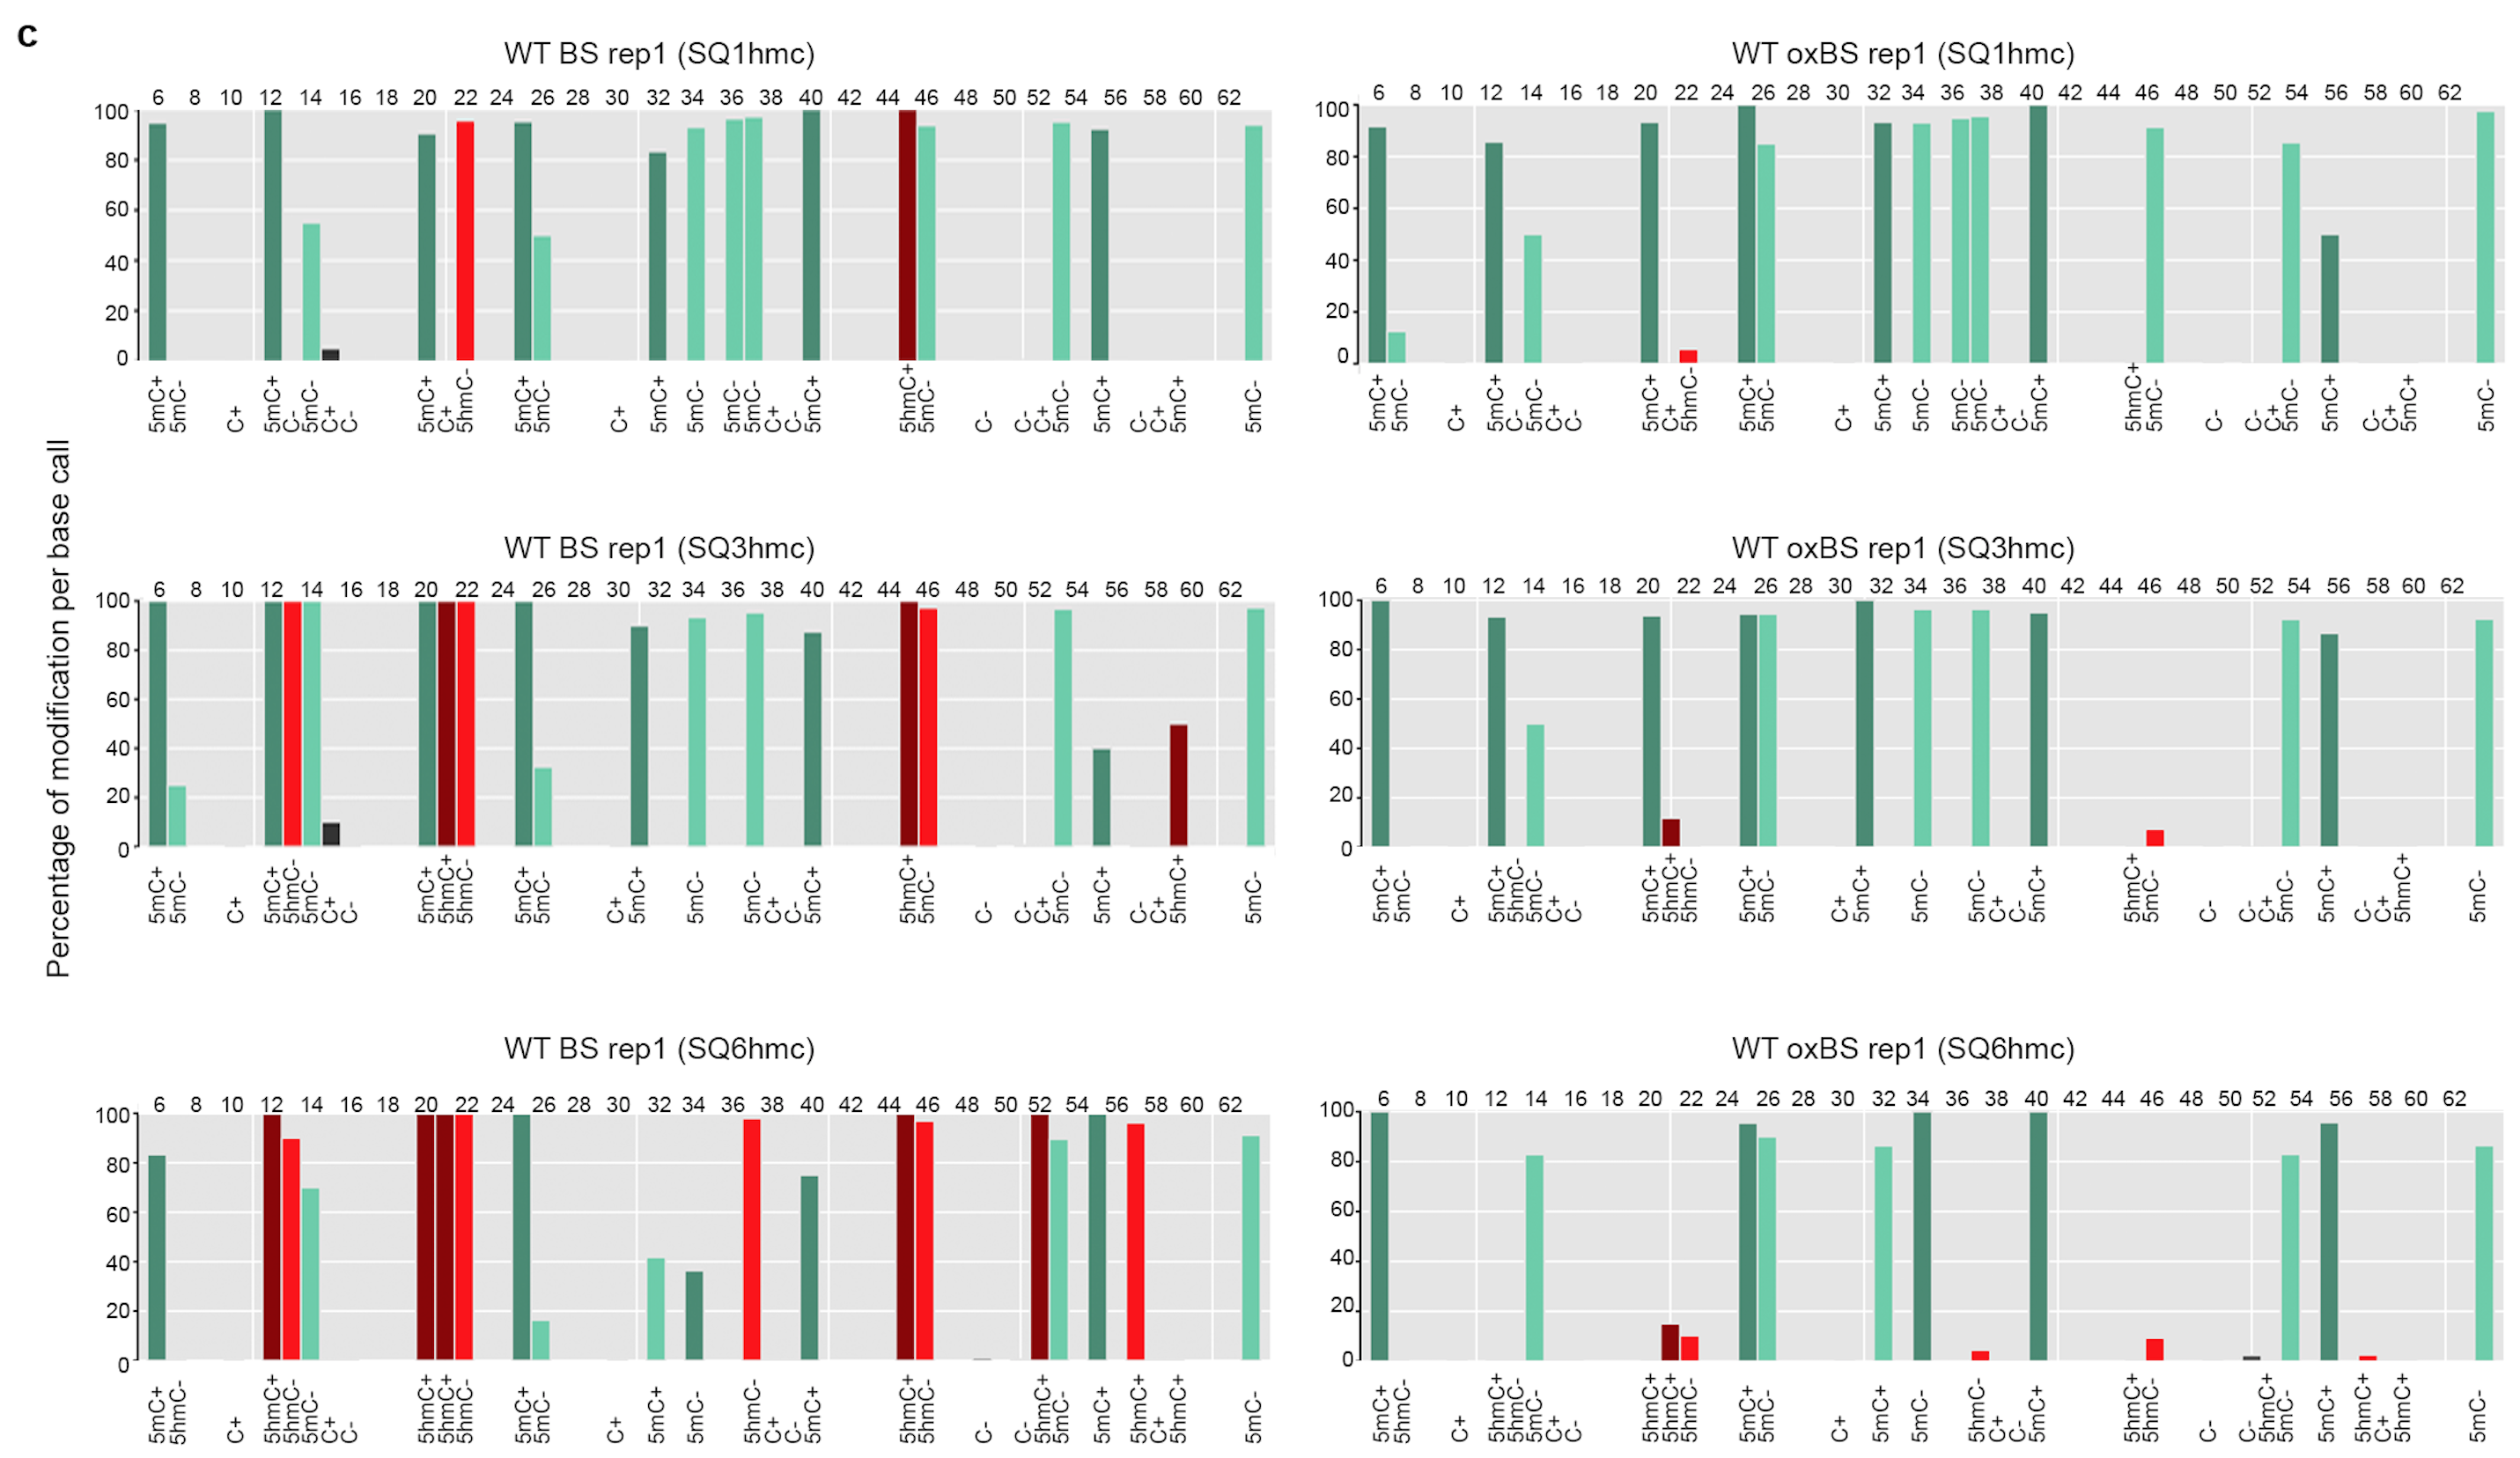 c
Percentage of modification per base call
WT BS rep1 (SQ1hmc)
6 8 10 12 14 16 18 20 22 24 26 28 30 32 34 36 38 40 42 44 46 48 50 52 54 56 58 60 62
100
80
60
40
20
0
5mC+ 5mC- C+ 5mC+ C- 5mC- C+ C- 5mC+ C+ 5hmC- 5mC+ 5mC- C+ 5mC+ 5mC- 5mC- 5mC- C+ C- 5mC+ 5hmC+ 5mC- C- C- C+ 5mC- 5mC+ C- C+ 5mC+ 5mC-
WT oxBS rep1 (SQ1hmc)
6 8 10 12 14 16 18 20 22 24 26 28 30 32 34 36 38 40 42 44 46 48 50 52 54 56 58 60 62
100
80
60
40
20
0
5mC+ 5mC- C+ 5mC+ C- 5mC- C+ C- 5mC+ C+ 5hmC- 5mC+ 5mC- C+ 5mC+ 5mC- 5mC- 5mC- C+ C- 5mC+ 5hmC+ 5mC- C- C- C+ 5mC- 5mC+ C- C+ 5mC+ 5mC-
WT BS rep1 (SQ3hmc)
6 8 10 12 14 16 18 20 22 24 26 28 30 32 34 36 38 40 42 44 46 48 50 52 54 56 58 60 62
100
80
60
40
20
0
5mC+ 5mC- C+ 5mC+ 5hmC- 5mC- C+ C- 5mC+ 5hmC+ 5hmC- 5mC+ 5mC- C+ 5mC+ 5mC- 5mC- C+ C- 5mC+ 5hmC+ 5mC- C- C- C+ 5mC- 5mC+ C- C+ 5hmC+ 5mC-
WT oxBS rep1 (SQ3hmc)
6 8 10 12 14 16 18 20 22 24 26 28 30 32 34 36 38 40 42 44 46 48 50 52 54 56 58 60 62
100
80
60
40
20
0
5mC+ 5mC- C+ 5mC+ 5hmC- 5mC- C+ C- 5mC+ 5hmC+ 5hmC- 5mC+ 5mC- C+ 5mC+ 5mC- 5mC- C+ C- 5mC+ 5hmC+ 5mC- C- C- C+ 5mC- 5mC+ C- C+ 5hmC+ 5mC-
WT BS rep1 (SQ6hmc)
6 8 10 12 14 16 18 20 22 24 26 28 30 32 34 36 38 40 42 44 46 48 50 52 54 56 58 60 62
100
80
60
40
20
0
5mC+ 5hmC- C+ 5hmC+ 5hmC- 5mC- C+ C- 5hmC+ 5hmC+ 5hmC- 5mC+ 5mC- C+ 5mC+ 5mC- 5hmC- C+ C- 5mC+ 5hmC+ 5hmC- C- C- 5hmC+ 5mC- 5mC+ 5hmC+ C+ 5hmC+ 5mC-
WT oxBS rep1 (SQ6hmc)
6 8 10 12 14 16 18 20 22 24 26 28 30 32 34 36 38 40 42 44 46 48 50 52 54 56 58 60 62
100
80
60
40
20
0
5mC+ 5hmC- C+ 5hmC+ 5hmC- 5mC- C+ C- 5hmC+ 5hmC+ 5hmC- 5mC+ 5mC- C+ 5mC+ 5mC- 5hmC- C+ C- 5mC+ 5hmC+ 5hmC- C- C- 5hmC+ 5mC- 5mC+ 5hmC+ C+ 5hmC+ 5mC-